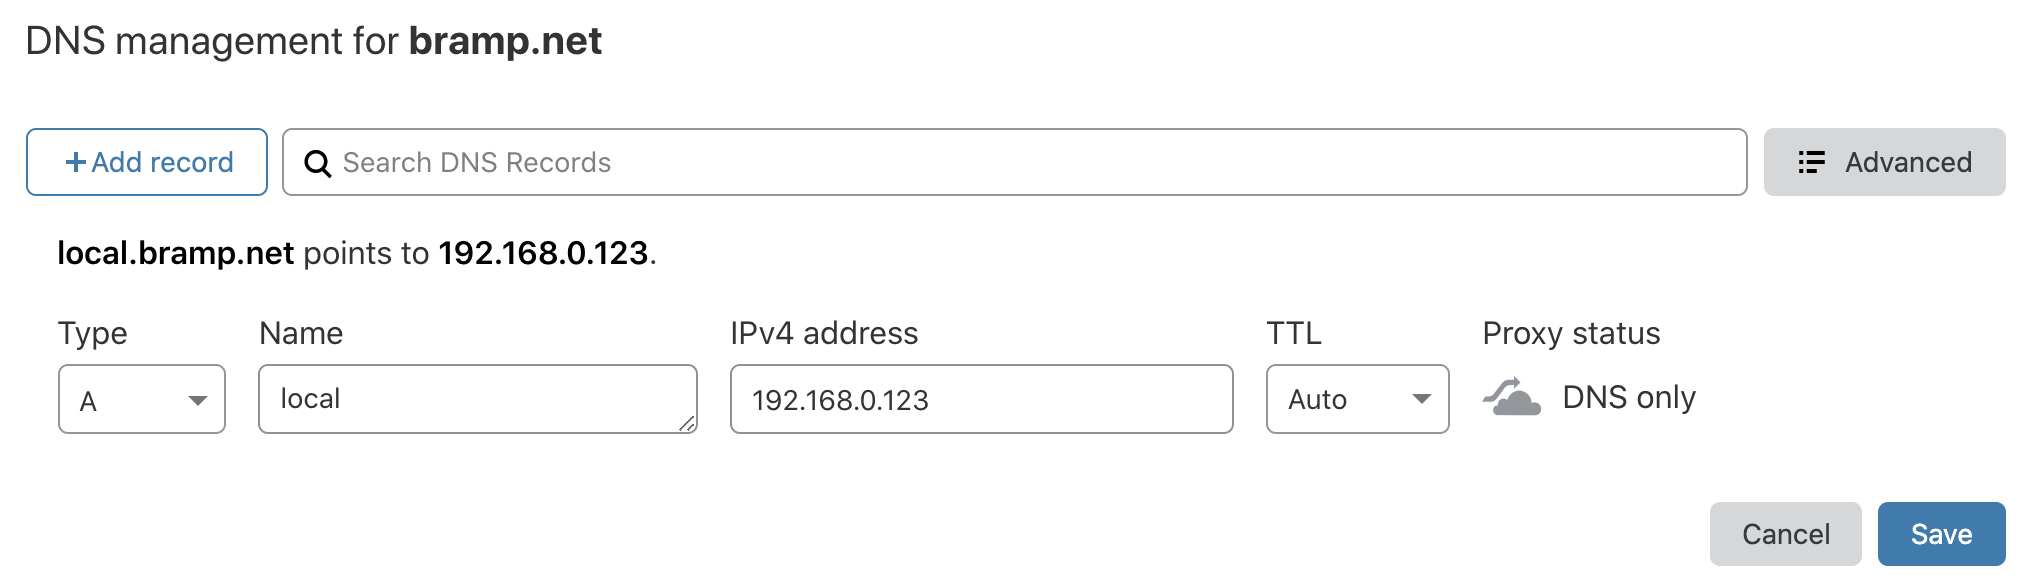 DNS management for bramp.net
+ Add record
Search DNS Records
Advanced
local.bramp.net points to 192.168.0.123.
Type Name IPv4 address TTL Proxy status
A local 192.168.0.123 Auto DNS only
Cancel Save